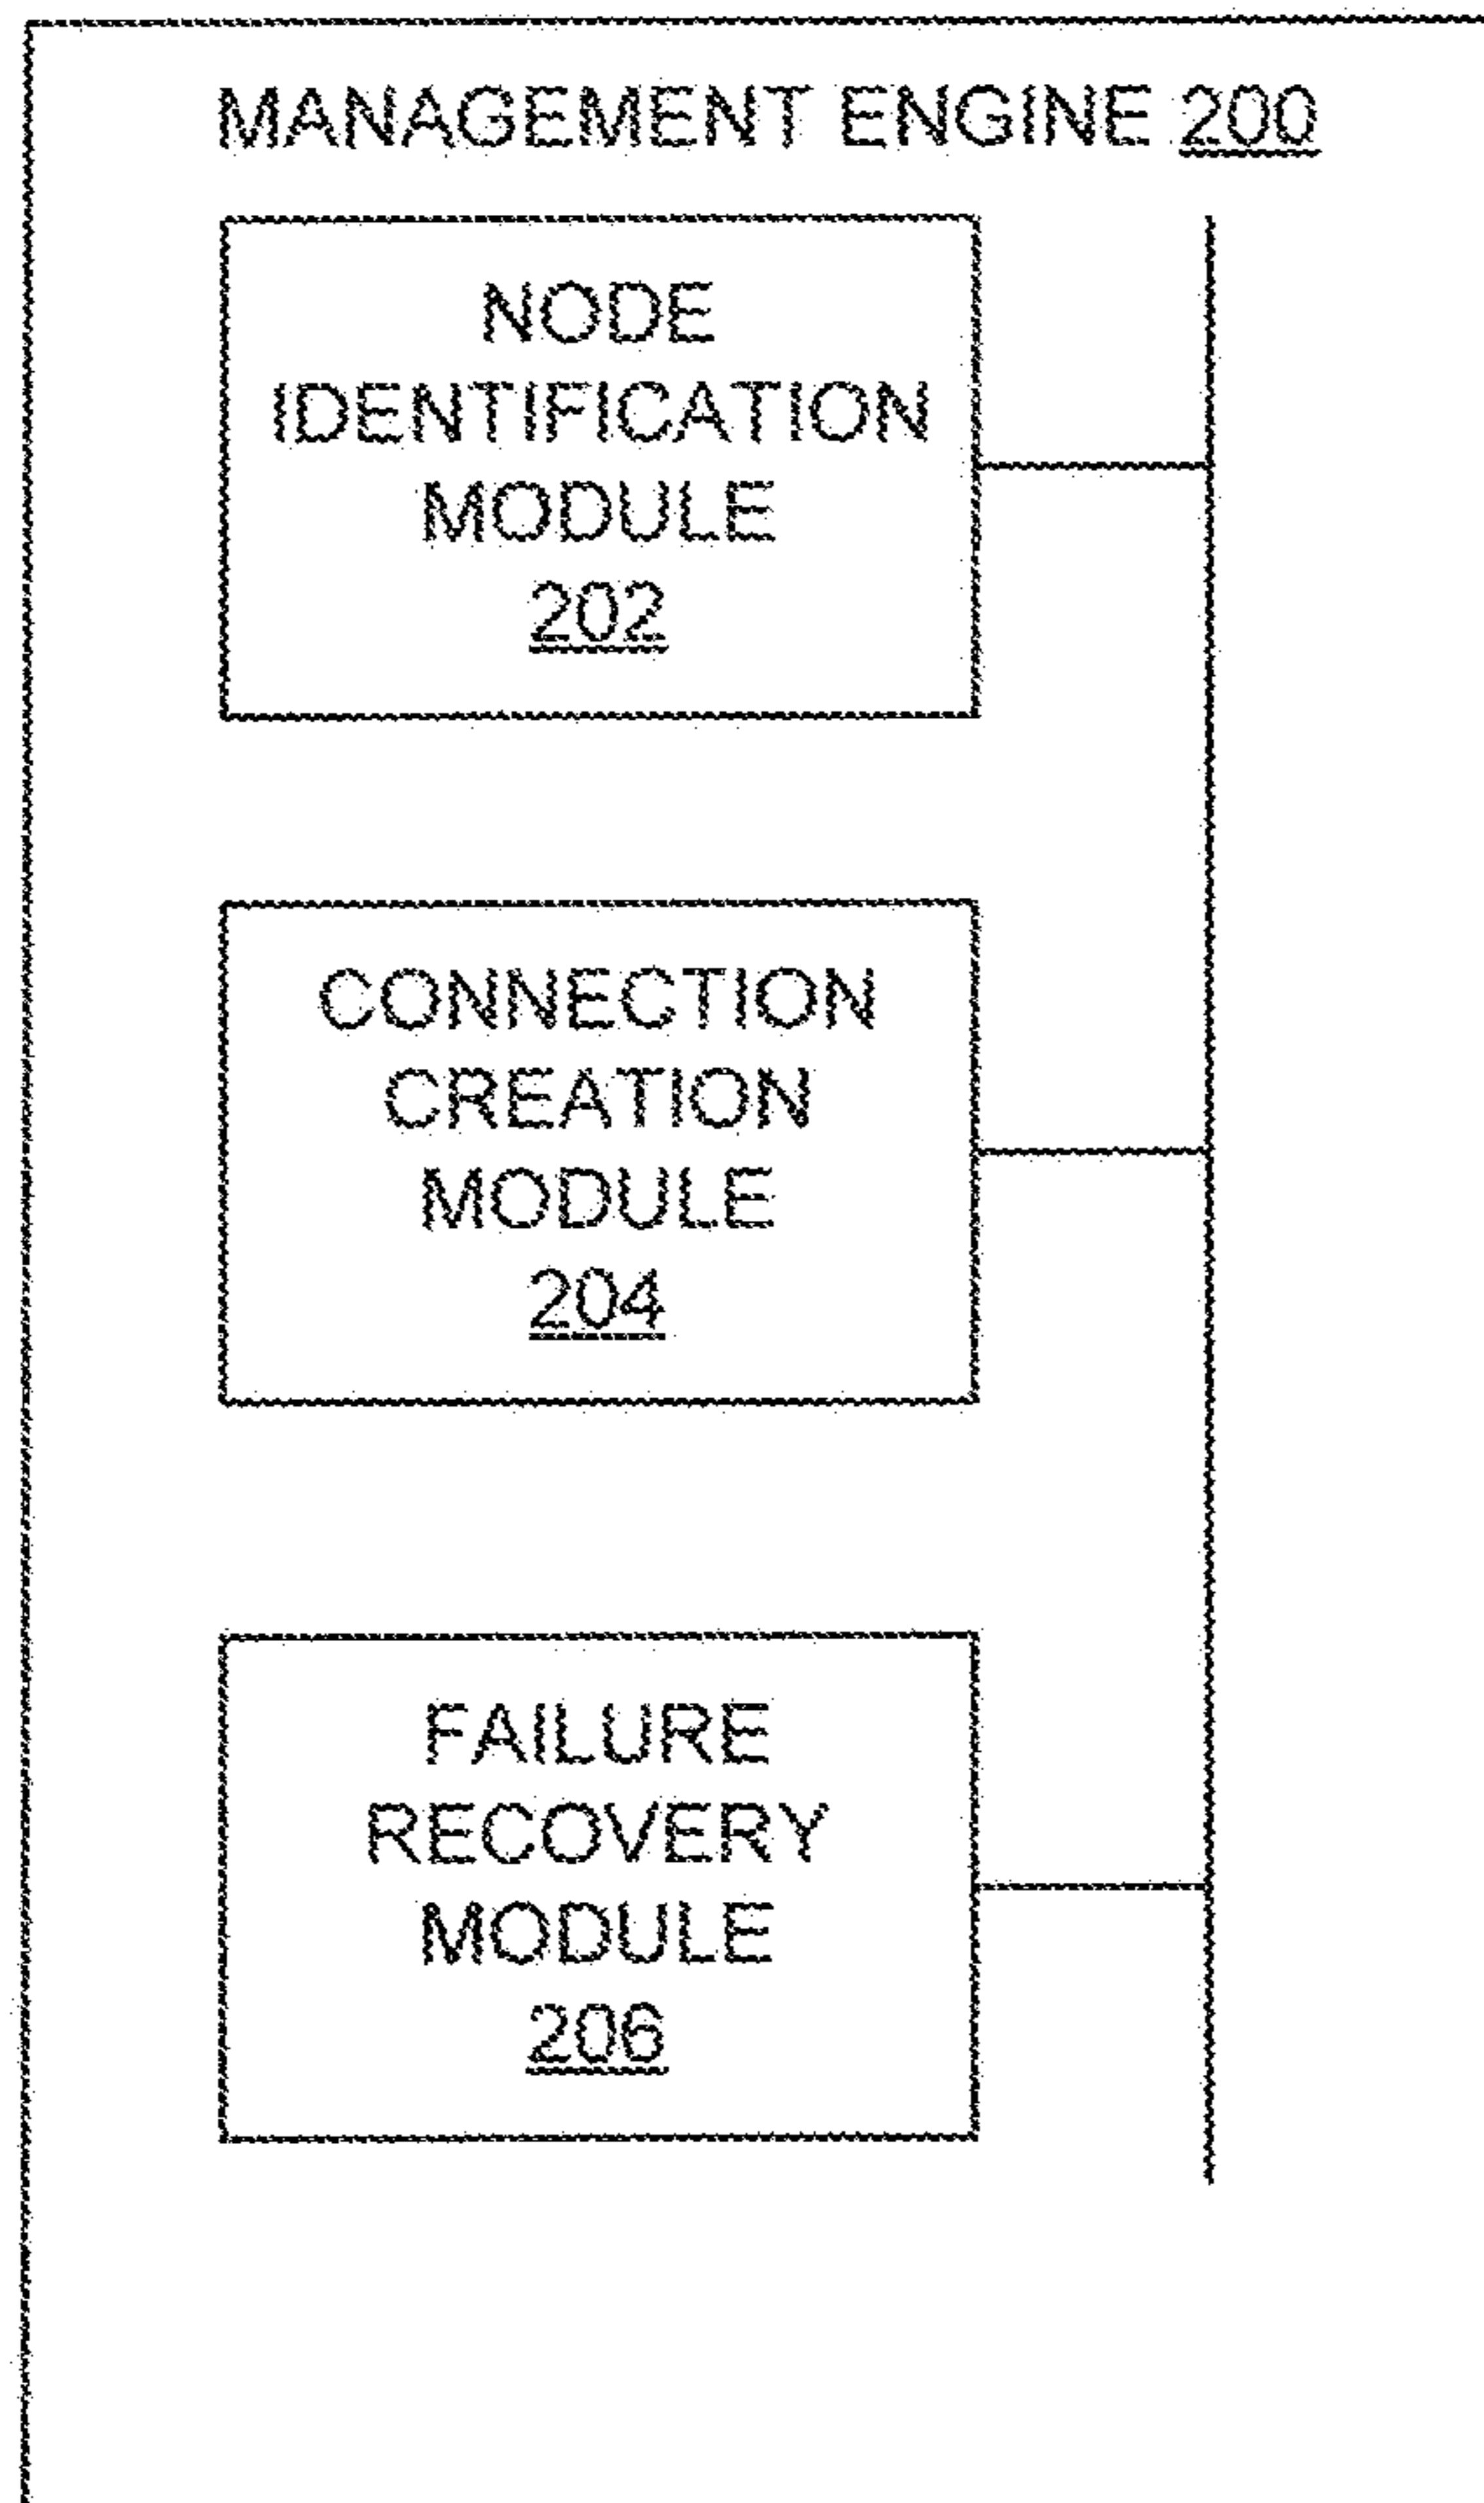 MANAGEMENT ENGINE 200
NODE
IDENTIFICATION
MODULE
202
CONNECTION
CREATION
MODULE
204
FAILURE
RECOVERY
MODULE
206